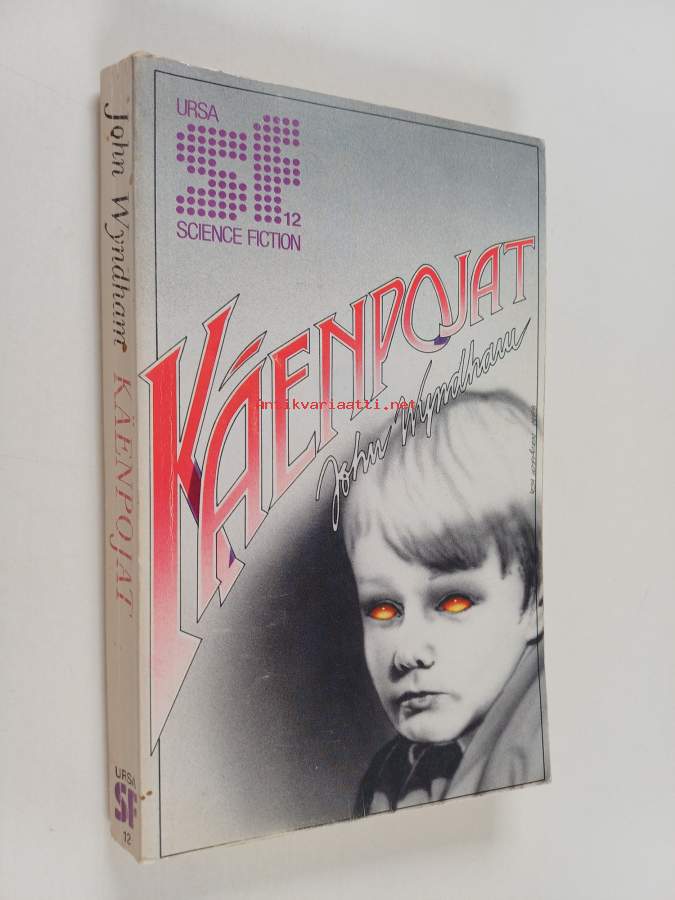 URSA
SF
12
SCIENCE FICTION
KÄENPOJAT
John Wyndham
Antikvariaatti.net
John Wyndham KÄENPOJAT
URSA
SF
12